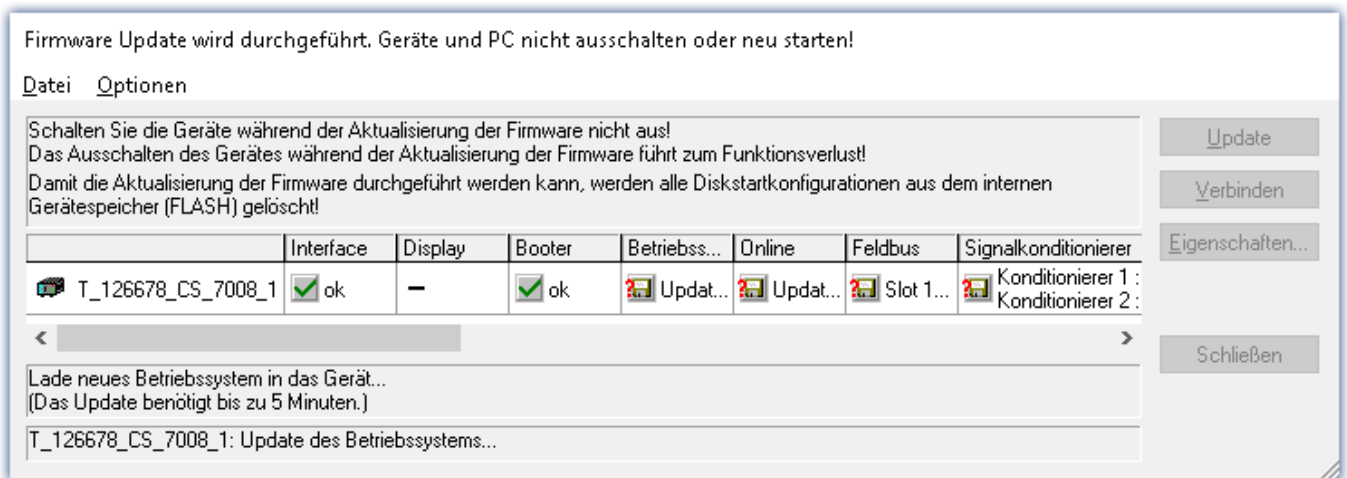 Firmware Update wird durchgeführt. Geräte und PC nicht ausschalten oder neu starten!
Datei Optionen
Schalten Sie die Geräte während der Aktualisierung der Firmware nicht aus!
Das Ausschalten des Gerätes während der Aktualisierung der Firmware führt zum Funktionsverlust!
Damit die Aktualisierung der Firmware durchgeführt werden kann, werden alle Diskstartkonfigurationen aus dem internen
Gerätespeicher (FLASH) gelöscht!
Update
Verbinden
Eigenschaften...
Interface Display Booter Betriebss... Online Feldbus Signalkonditionierer
T_126678_CS_7008_1 ok – ok Updat... Updat... Slot 1... Konditionierer 1 :
Konditionierer 2 :
Schließen
Lade neues Betriebssystem in das Gerät...
(Das Update benötigt bis zu 5 Minuten.)
T_126678_CS_7008_1: Update des Betriebssystems...